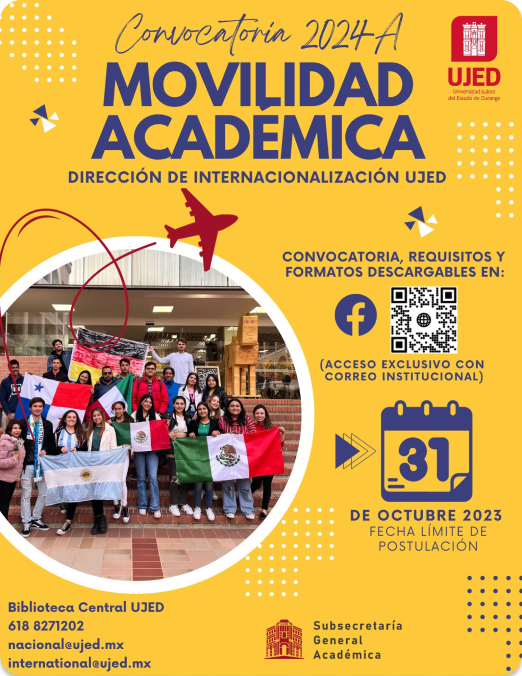 Convocatoria 2024A
MOVILIDAD
ACADÉMICA
DIRECCIÓN DE INTERNACIONALIZACIÓN UJED
UJED
Universidad Juárez
del Estado de Durango
CONVOCATORIA, REQUISITOS Y
FORMATOS DESCARGABLES EN:
(ACCESO EXCLUSIVO CON
CORREO INSTITUCIONAL)
31
DE OCTUBRE 2023
FECHA LÍMITE DE
POSTULACIÓN
Biblioteca Central UJED
618 8271202
nacional@ujed.mx
international@ujed.mx
Subsecretaría
General
Académica